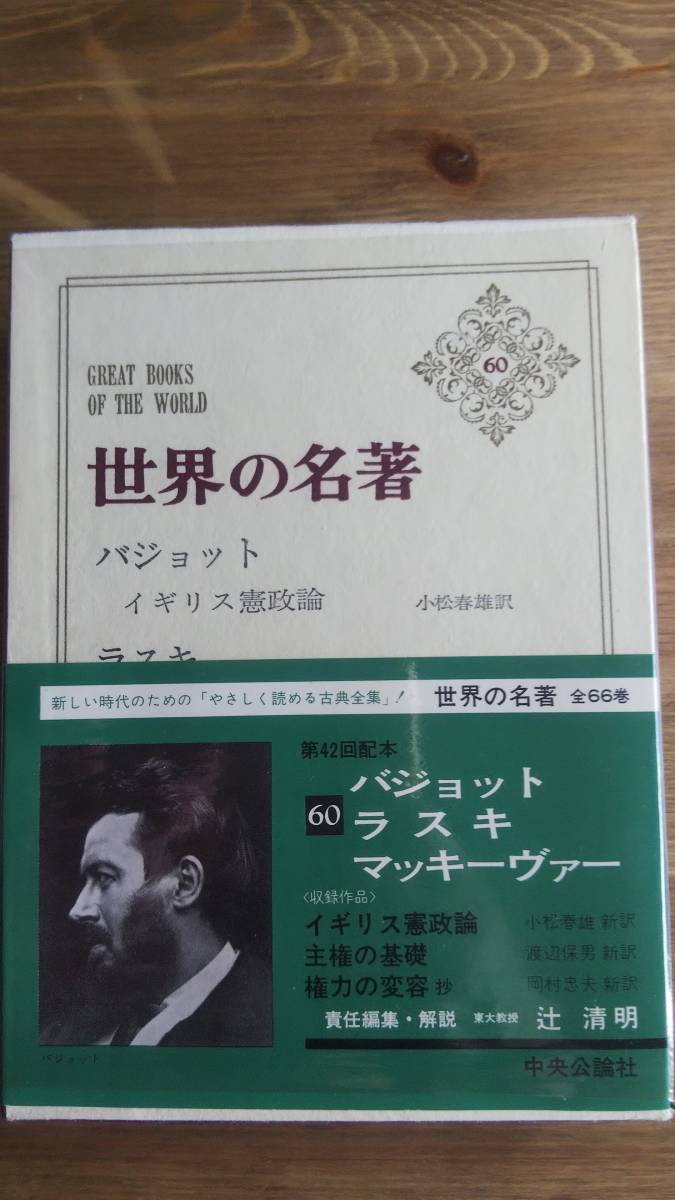 GREAT BOOKS
OF THE WORLD
60
世界の名著
バジョット
イギリス憲政論 小松春雄訳
ラスキ
新しい時代のための「やさしく読める古典全集」! 世界の名著 全66巻
第42回配本
60 バジョット
ラスキ
マッキーヴァー
〈収録作品〉
イギリス憲政論 小松春雄 新訳
主権の基礎 渡辺保男 新訳
権力の変容 抄 岡村忠夫 新訳
責任編集・解説 東大教授 辻 清明
中央公論社
バジョット